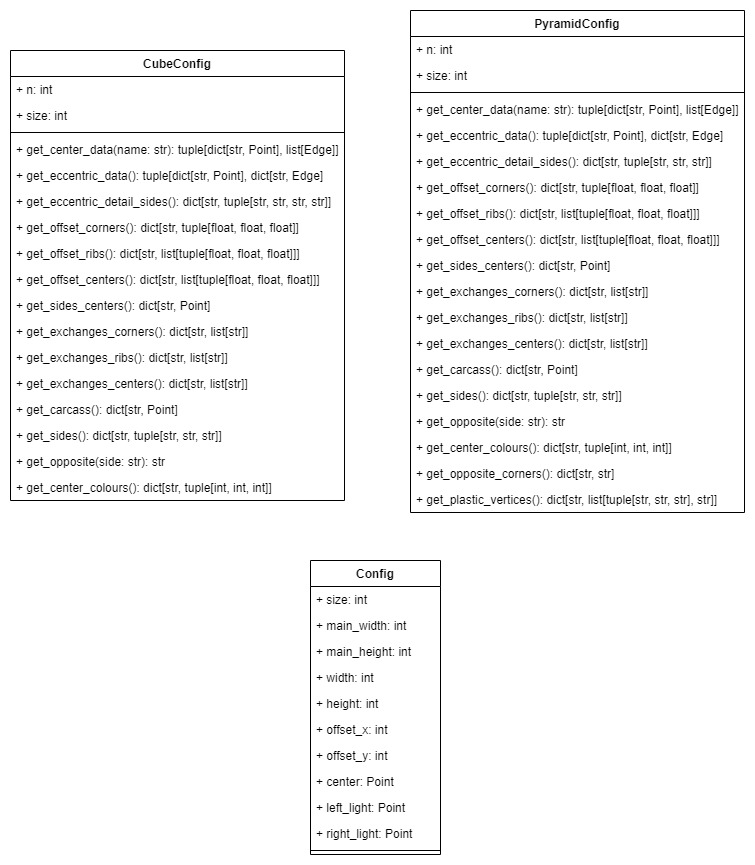 CubeConfig
+ n: int
+ size: int
+ get_center_data(name: str): tuple[dict[str, Point], list[Edge]]
+ get_eccentric_data(): tuple[dict[str, Point], dict[str, Edge]
+ get_eccentric_detail_sides(): dict[str, tuple[str, str, str, str]]
+ get_offset_corners(): dict[str, tuple[float, float, float]]
+ get_offset_ribs(): dict[str, list[tuple[float, float, float]]]
+ get_offset_centers(): dict[str, list[tuple[float, float, float]]]
+ get_sides_centers(): dict[str, Point]
+ get_exchanges_corners(): dict[str, list[str]]
+ get_exchanges_ribs(): dict[str, list[str]]
+ get_exchanges_centers(): dict[str, list[str]]
+ get_carcass(): dict[str, Point]
+ get_sides(): dict[str, tuple[str, str, str]]
+ get_opposite(side: str): str
+ get_center_colours(): dict[str, tuple[int, int, int]]
PyramidConfig
+ n: int
+ size: int
+ get_center_data(name: str): tuple[dict[str, Point], list[Edge]]
+ get_eccentric_data(): tuple[dict[str, Point], dict[str, Edge]
+ get_eccentric_detail_sides(): dict[str, tuple[str, str, str]]
+ get_offset_corners(): dict[str, tuple[float, float, float]]
+ get_offset_ribs(): dict[str, list[tuple[float, float, float]]]
+ get_offset_centers(): dict[str, list[tuple[float, float, float]]]
+ get_sides_centers(): dict[str, Point]
+ get_exchanges_corners(): dict[str, list[str]]
+ get_exchanges_ribs(): dict[str, list[str]]
+ get_exchanges_centers(): dict[str, list[str]]
+ get_carcass(): dict[str, Point]
+ get_sides(): dict[str, tuple[str, str, str]]
+ get_opposite(side: str): str
+ get_center_colours(): dict[str, tuple[int, int, int]]
+ get_opposite_corners(): dict[str, str]
+ get_plastic_vertices(): dict[str, list[tuple[str, str, str], str]]
Config
+ size: int
+ main_width: int
+ main_height: int
+ width: int
+ height: int
+ offset_x: int
+ offset_y: int
+ center: Point
+ left_light: Point
+ right_light: Point